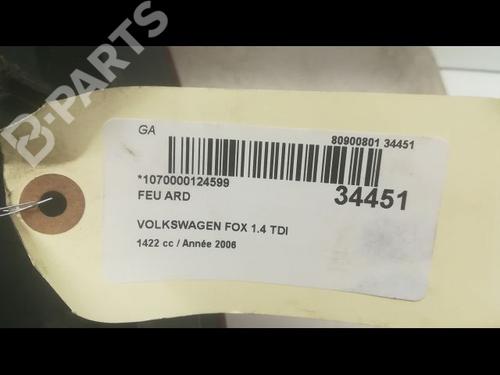 B-PARTS
GA
80900801 34451
*1070000124599
FEU ARD
34451
VOLKSWAGEN FOX 1.4 TDI
1422 cc / Année 2006